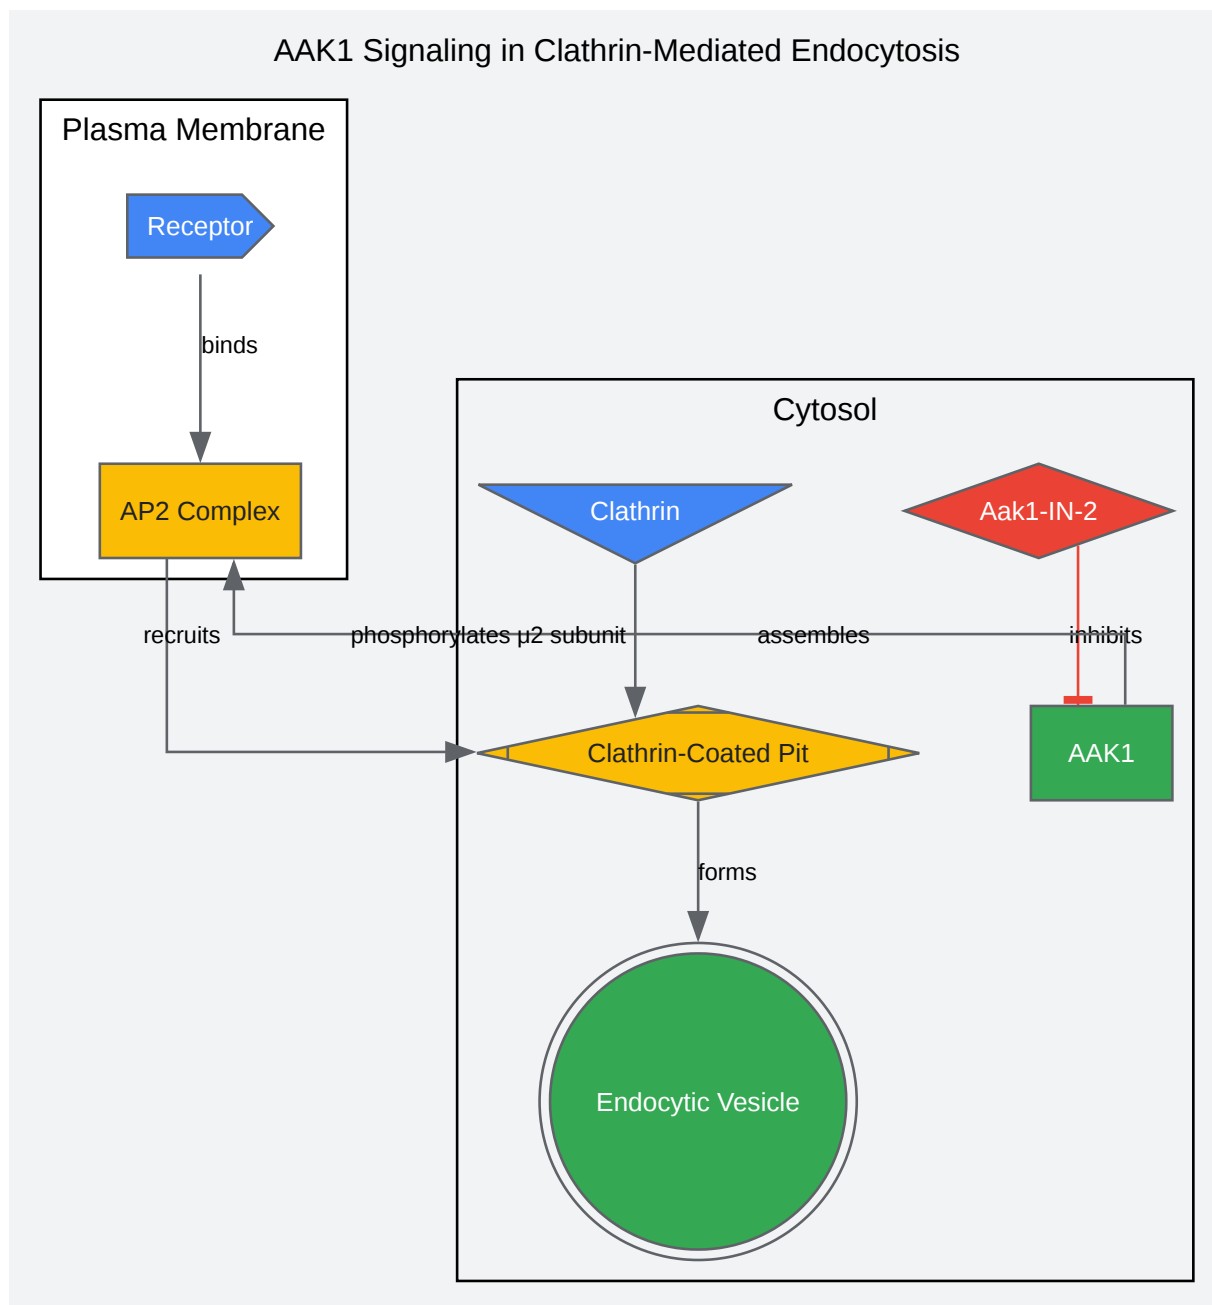 AAK1 Signaling in Clathrin-Mediated Endocytosis
Plasma Membrane
Receptor
binds
AP2 Complex
Cytosol
Clathrin
Aak1-IN-2
recruits
phosphorylates μ2 subunit
assembles
inhibits
Clathrin-Coated Pit
AAK1
forms
Endocytic Vesicle